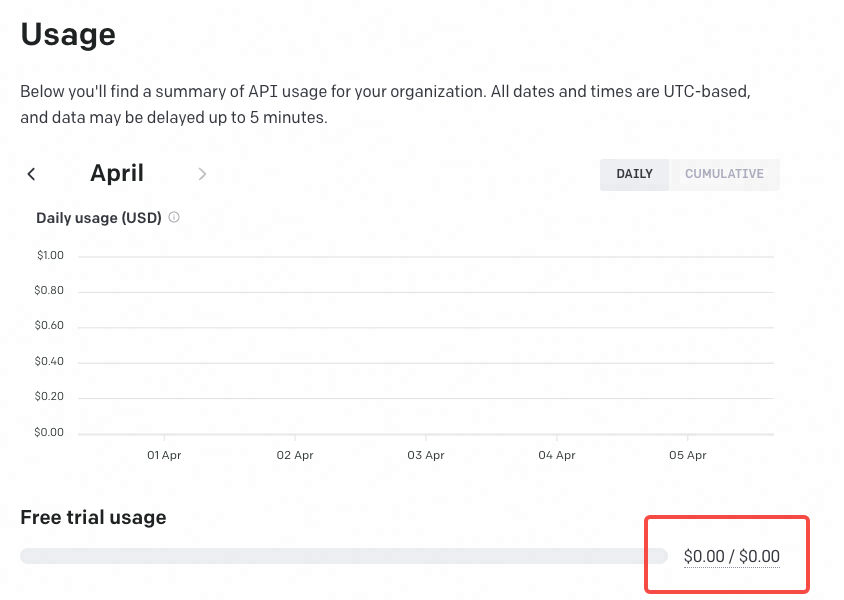 Usage
Below you'll find a summary of API usage for your organization. All dates and times are UTC-based,
and data may be delayed up to 5 minutes.
April
DAILY
CUMULATIVE
Daily usage (USD)
$1.00
$0.80
$0.60
$0.40
$0.20
$0.00
01 Apr
02 Apr
03 Apr
04 Apr
05 Apr
Free trial usage
$0.00 / $0.00